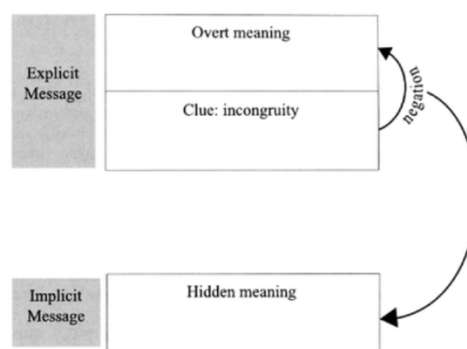 Overt meaning
Explicit
Message
Clue: incongruity
negation
Implicit
Message
Hidden meaning